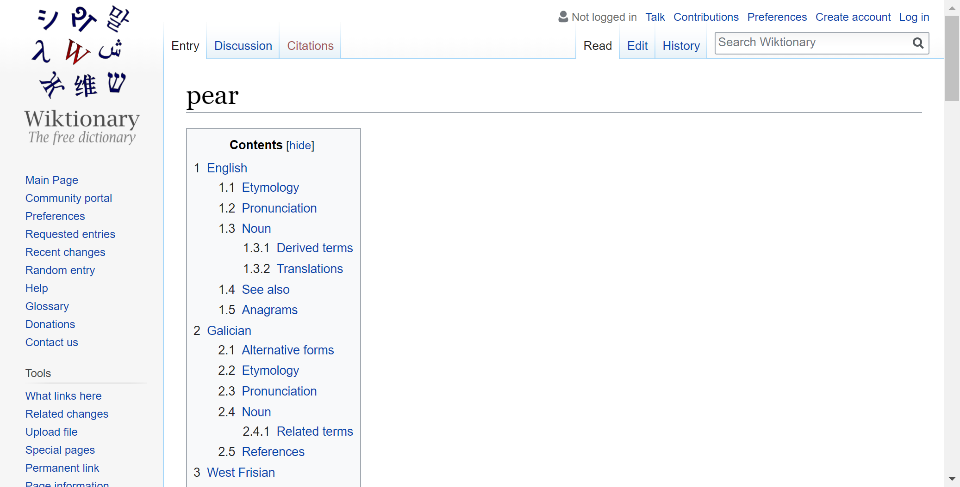 シ ウィ 말
λ W ش
维 ש
Wiktionary
The free dictionary
Main Page
Community portal
Preferences
Requested entries
Recent changes
Random entry
Help
Glossary
Donations
Contact us
Tools
What links here
Related changes
Upload file
Special pages
Permanent link
Page information
Not logged in Talk Contributions Preferences Create account Log in
Entry Discussion Citations Read Edit History Search Wiktionary
pear
Contents [hide]
1 English
1.1 Etymology
1.2 Pronunciation
1.3 Noun
1.3.1 Derived terms
1.3.2 Translations
1.4 See also
1.5 Anagrams
2 Galician
2.1 Alternative forms
2.2 Etymology
2.3 Pronunciation
2.4 Noun
2.4.1 Related terms
2.5 References
3 West Frisian